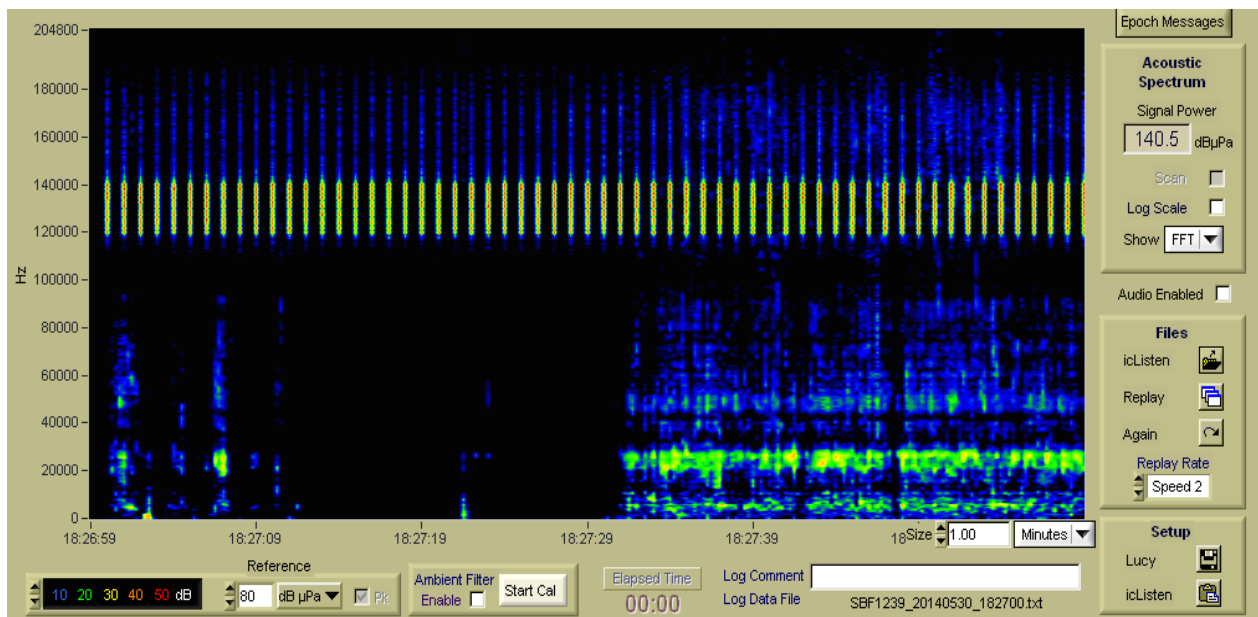 Epoch Messages
204800
180000
160000
140000
120000
100000
80000
60000
40000
20000
0
Hz
18:26:59 18:27:09 18:27:19 18:27:29 18:27:39
Size 1.00 Minutes
Acoustic
Spectrum
Signal Power
140.5 dBµPa
Scan
Log Scale
Show FFT
Audio Enabled
Files
icListen
Replay
Again
Replay Rate
Speed 2
Setup
Lucy
icListen
Reference
10 20 30 40 50 dB
80 dB µPa Pk
Ambient Filter
Enable Start Cal
Elapsed Time
00:00
Log Comment
Log Data File SBF1239_20140530_182700.txt